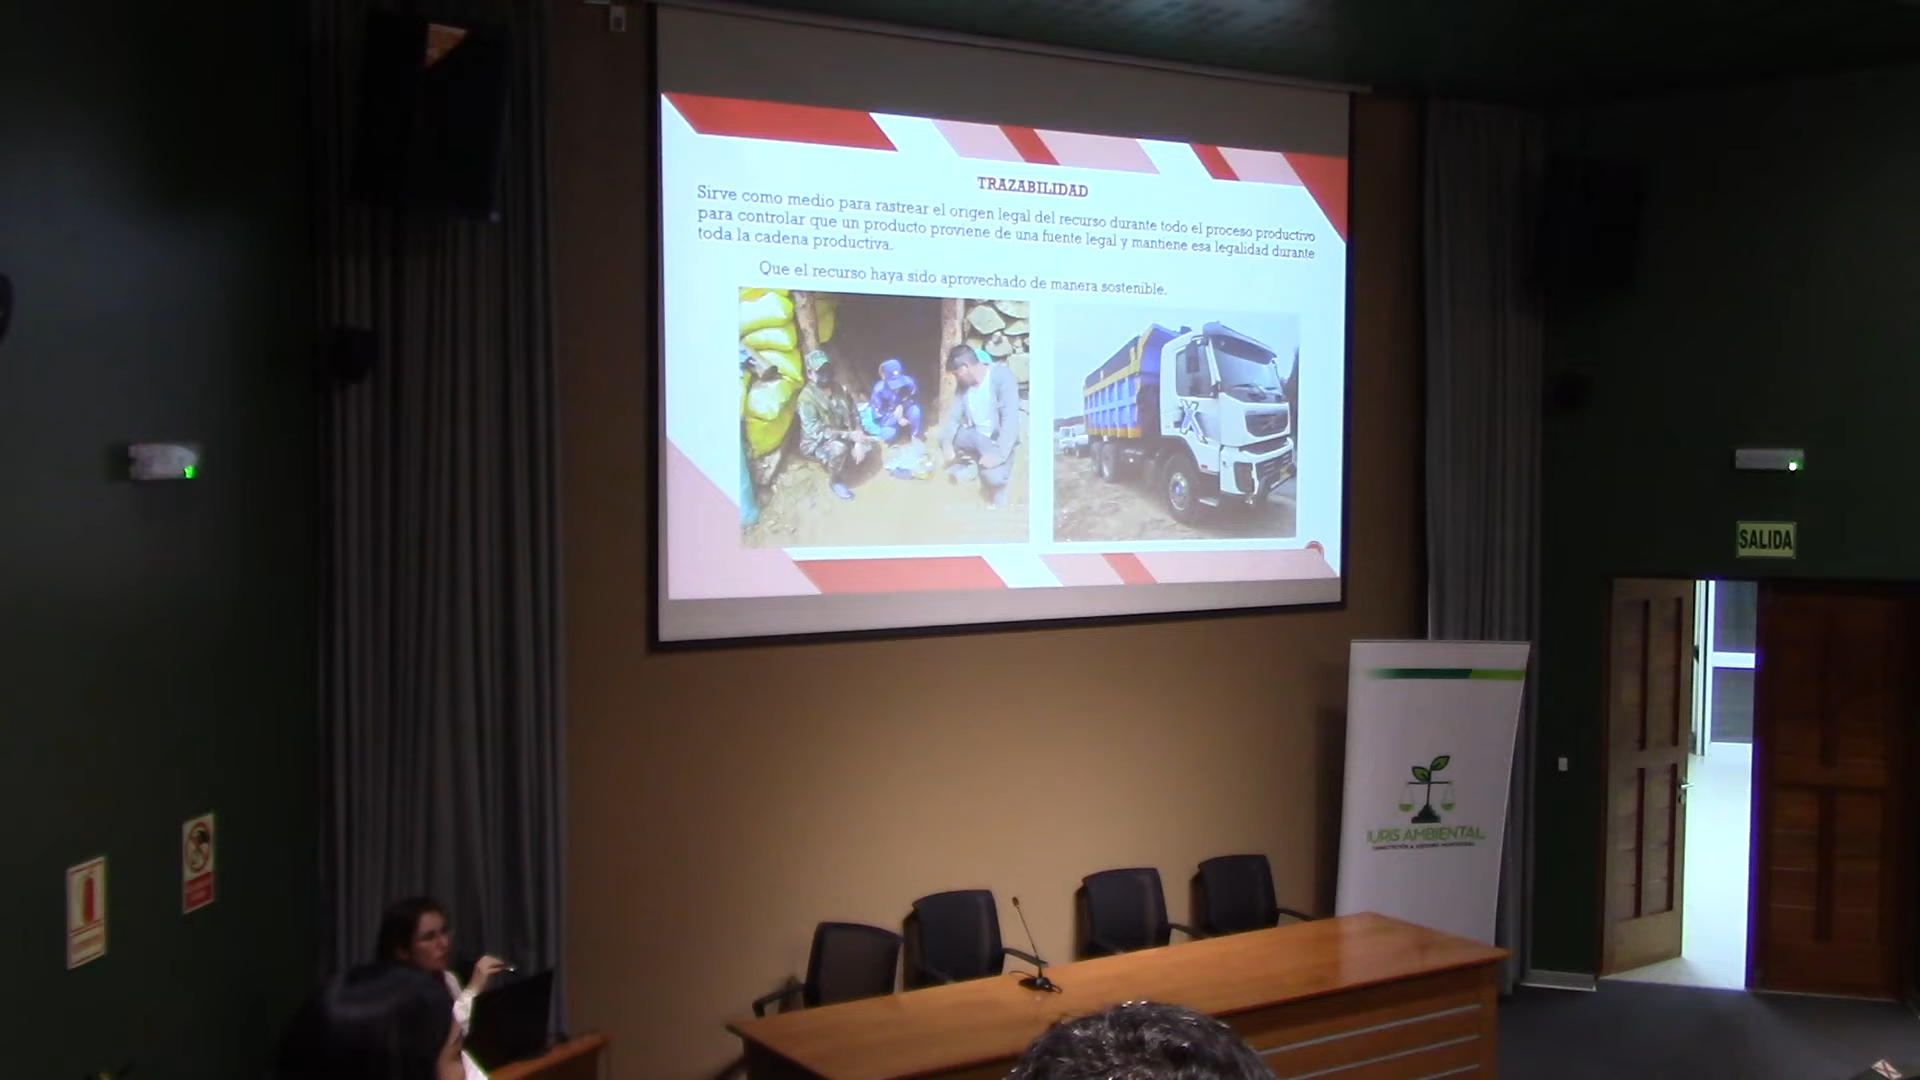 TRAZABILIDAD
Sirve como medio para rastrear el origen legal del recurso durante todo el proceso productivo
para controlar que un producto proviene de una fuente legal y mantiene esa legalidad durante
toda la cadena productiva.
Que el recurso haya sido aprovechado de manera sostenible.
X
SALIDA
IURIS AMBIENTAL